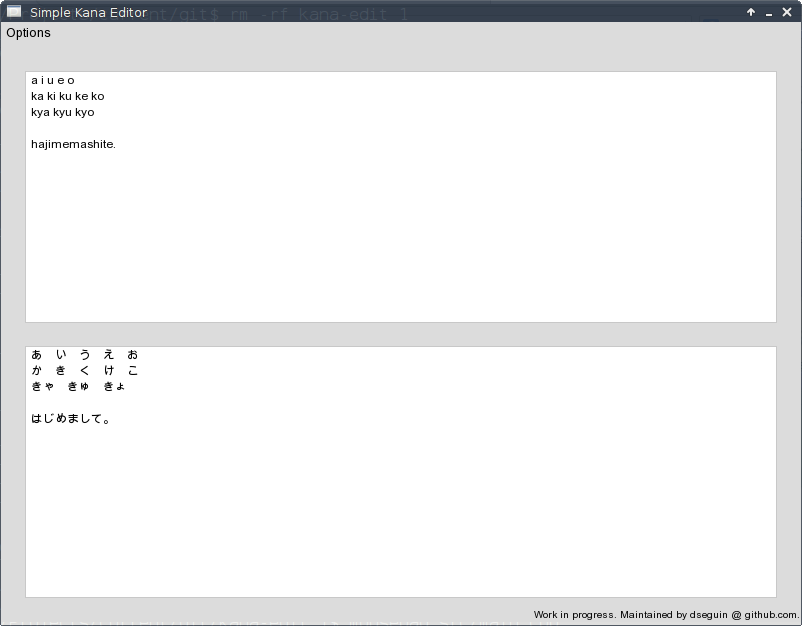 Simple Kana Editor
Options
a i u e o
ka ki ku ke ko
kya kyu kyo
hajimemashite.
あ い う え お
か き く け こ
きゃ きゅ きょ
はじめまして。
Work in progress. Maintained by dseguin @ github.com.